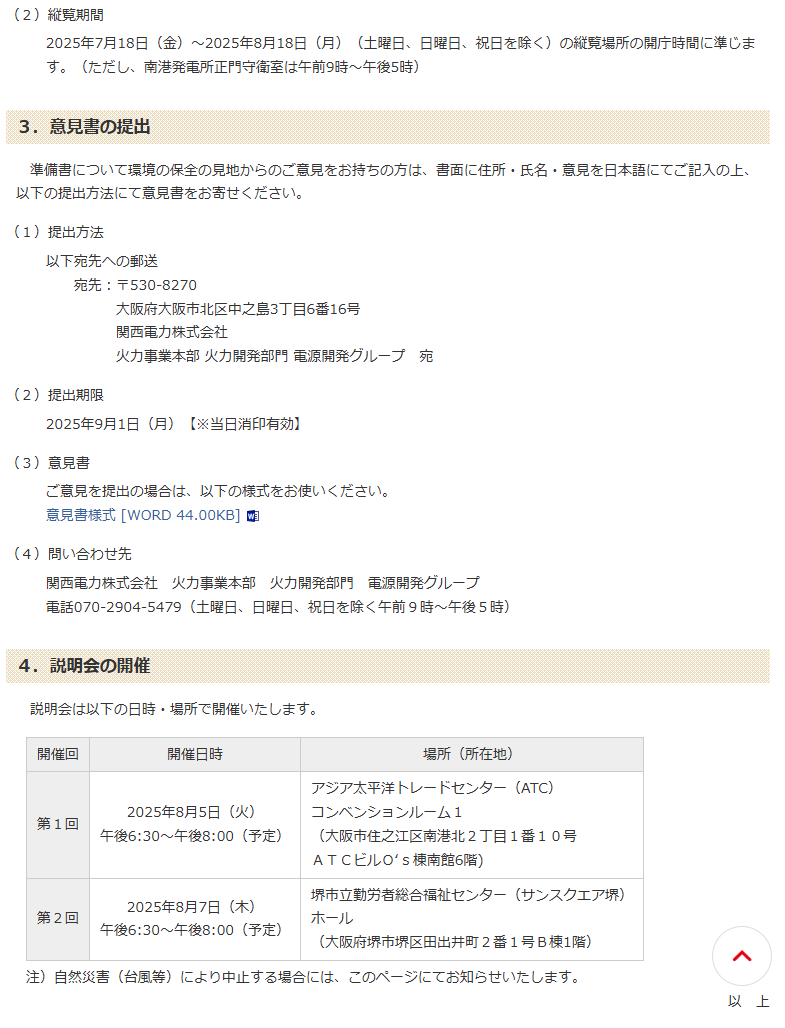 （２）縦覧期間
2025年7月18日（金）～2025年8月18日（月）（土曜日、日曜日、祝日を除く）の縦覧場所の開庁時間に準じま
す。（ただし、南港発電所正門守衛室は午前9時～午後5時）
３．意見書の提出
準備書について環境の保全の見地からのご意見をお持ちの方は、書面に住所・氏名・意見を日本語にてご記入の上、
以下の提出方法にて意見書をお寄せください。
（１）提出方法
以下宛先への郵送
宛先：〒530-8270
大阪府大阪市北区中之島3丁目6番16号
関西電力株式会社
火力事業本部 火力開発部門 電源開発グループ　宛
（２）提出期限
2025年9月1日（月）【※当日消印有効】
（３）意見書
ご意見を提出の場合は、以下の様式をお使いください。
意見書様式 [WORD 44.00KB]
（４）問い合わせ先
関西電力株式会社　火力事業本部　火力開発部門　電源開発グループ
電話070-2904-5479（土曜日、日曜日、祝日を除く午前９時～午後５時）
４．説明会の開催
説明会は以下の日時・場所で開催いたします。
開催回 開催日時 場所（所在地）
第１回
2025年8月5日（火）
午後6:30～午後8:00（予定）
アジア太平洋トレードセンター（ATC）
コンベンションルーム１
（大阪市住之江区南港北２丁目１番１０号
ＡＴＣビルO‘ｓ棟南館6階)
第２回
2025年8月7日（木）
午後6:30～午後8:00（予定）
堺市立勤労者総合福祉センター（サンスクエア堺）
ホール
（大阪府堺市堺区田出井町２番１号Ｂ棟1階）
注）自然災害（台風等）により中止する場合には、このページにてお知らせいたします。
以　上